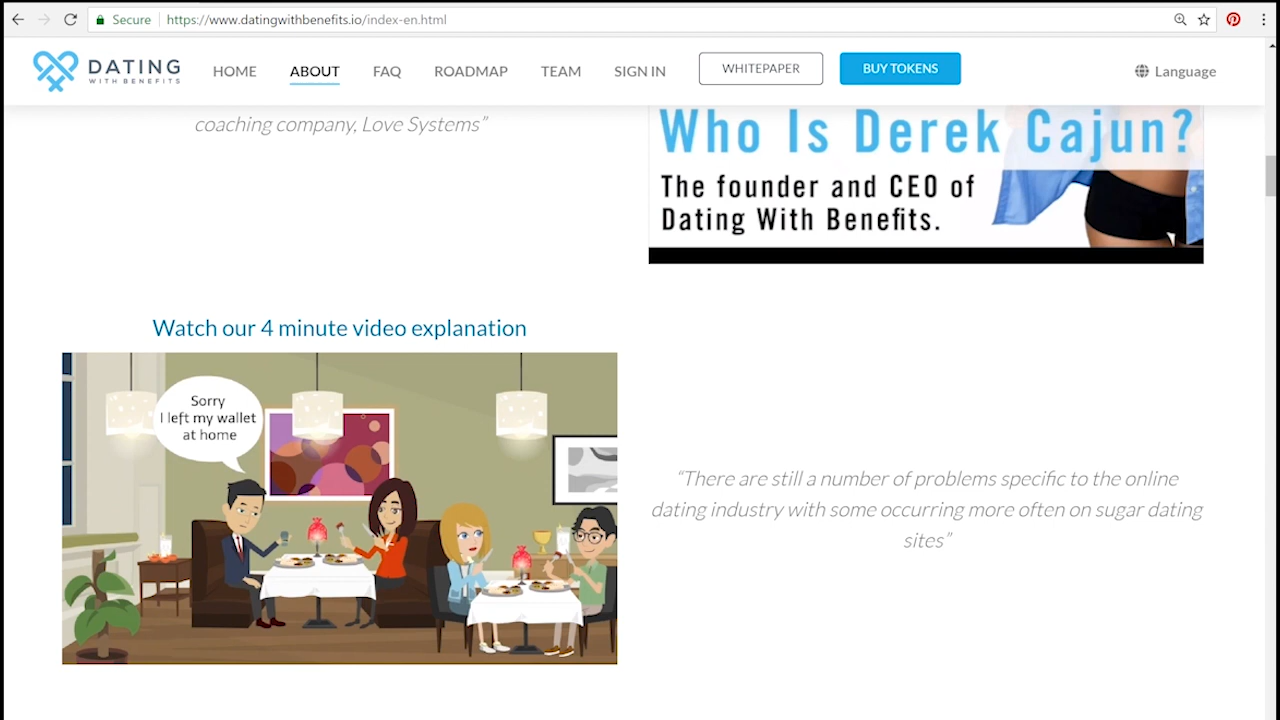 Secure
https://www.datingwithbenefits.io/index-en.html
DATING
WITH BENEFITS
HOME
ABOUT
FAQ
ROADMAP
TEAM
SIGN IN
WHITEPAPER
BUY TOKENS
Language
coaching company, Love Systems”
Who Is Derek Cajun?
The founder and CEO of
Dating With Benefits.
Watch our 4 minute video explanation
Sorry
I left my wallet
at home
“There are still a number of problems specific to the online
dating industry with some occurring more often on sugar dating
sites”